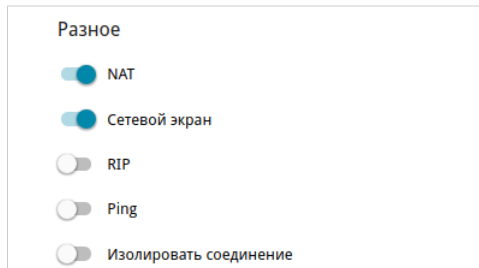 Разное
NAT
Сетевой экран
RIP
Ping
Изолировать соединение